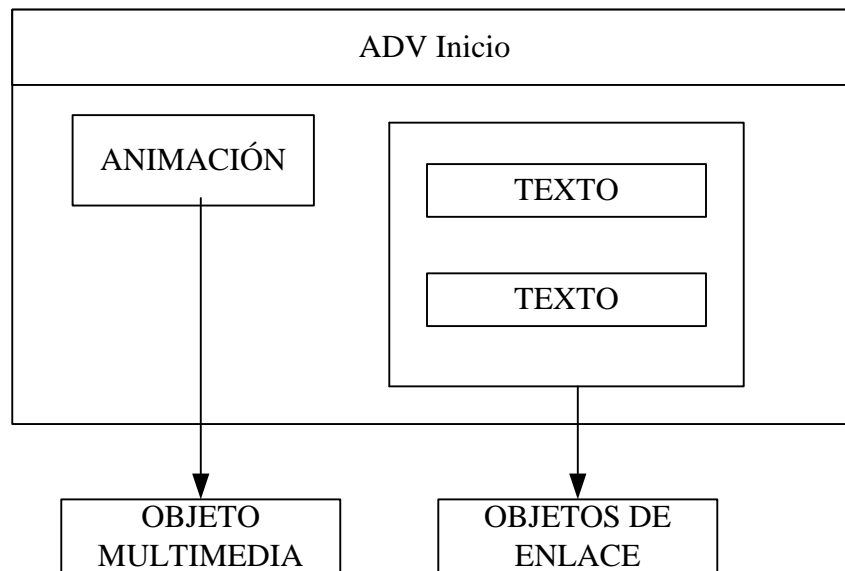 ADV Inicio
ANIMACIÓN
TEXTO
TEXTO
OBJETO
MULTIMEDIA
OBJETOS DE
ENLACE